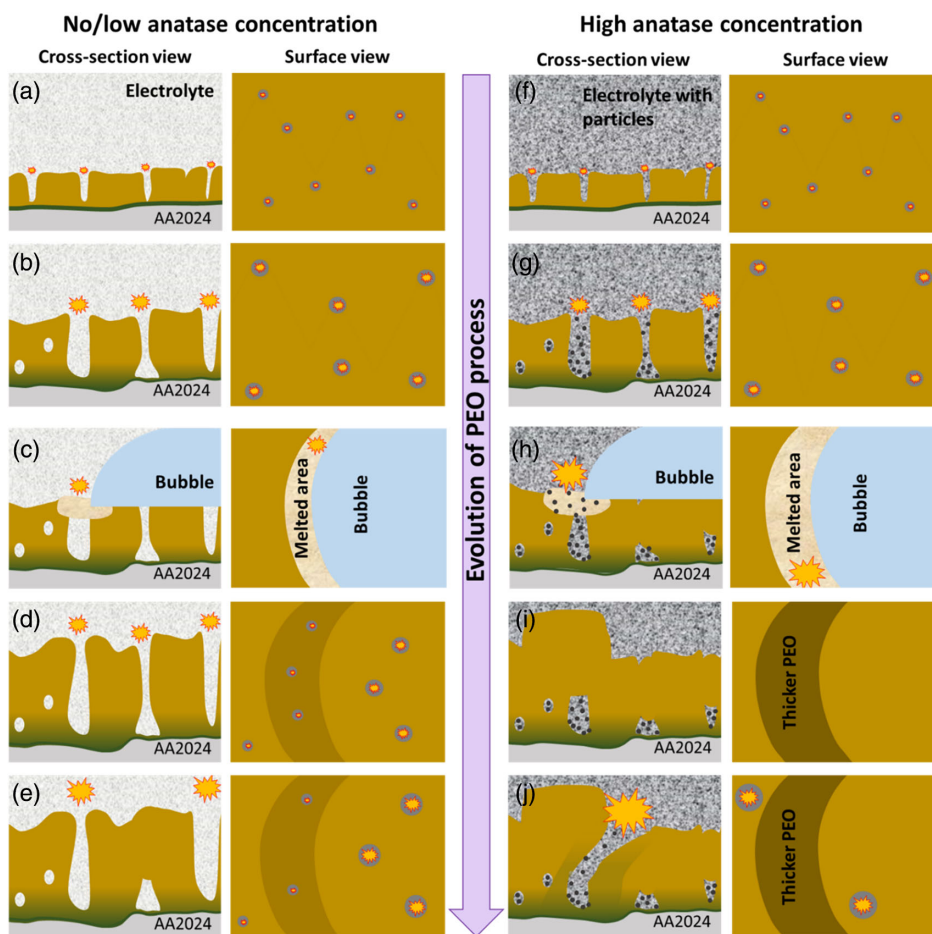 No/low anatase concentration
High anatase concentration
Cross-section view
Surface view
Cross-section view
Surface view
(a)
Electrolyte
AA2024
(f)
Electrolyte with
particles
AA2024
(b)
AA2024
(g)
AA2024
(c)
Bubble
AA2024
Melted area
Bubble
(h)
Bubble
AA2024
Melted area
Bubble
(d)
AA2024
(i)
AA2024
Thicker PEO
(e)
AA2024
(j)
AA2024
Thicker PEO
Evolution of PEO process